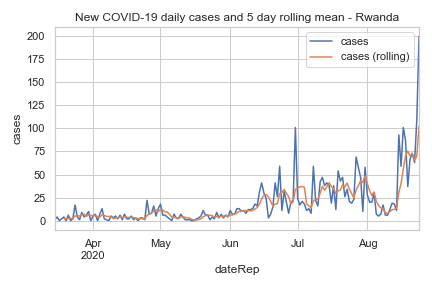 New COVID-19 daily cases and 5 day rolling mean - Rwanda
cases
cases (rolling)
200
175
150
125
100
75
50
25
0
cases
Apr
2020
May
Jun
Jul
Aug
dateRep